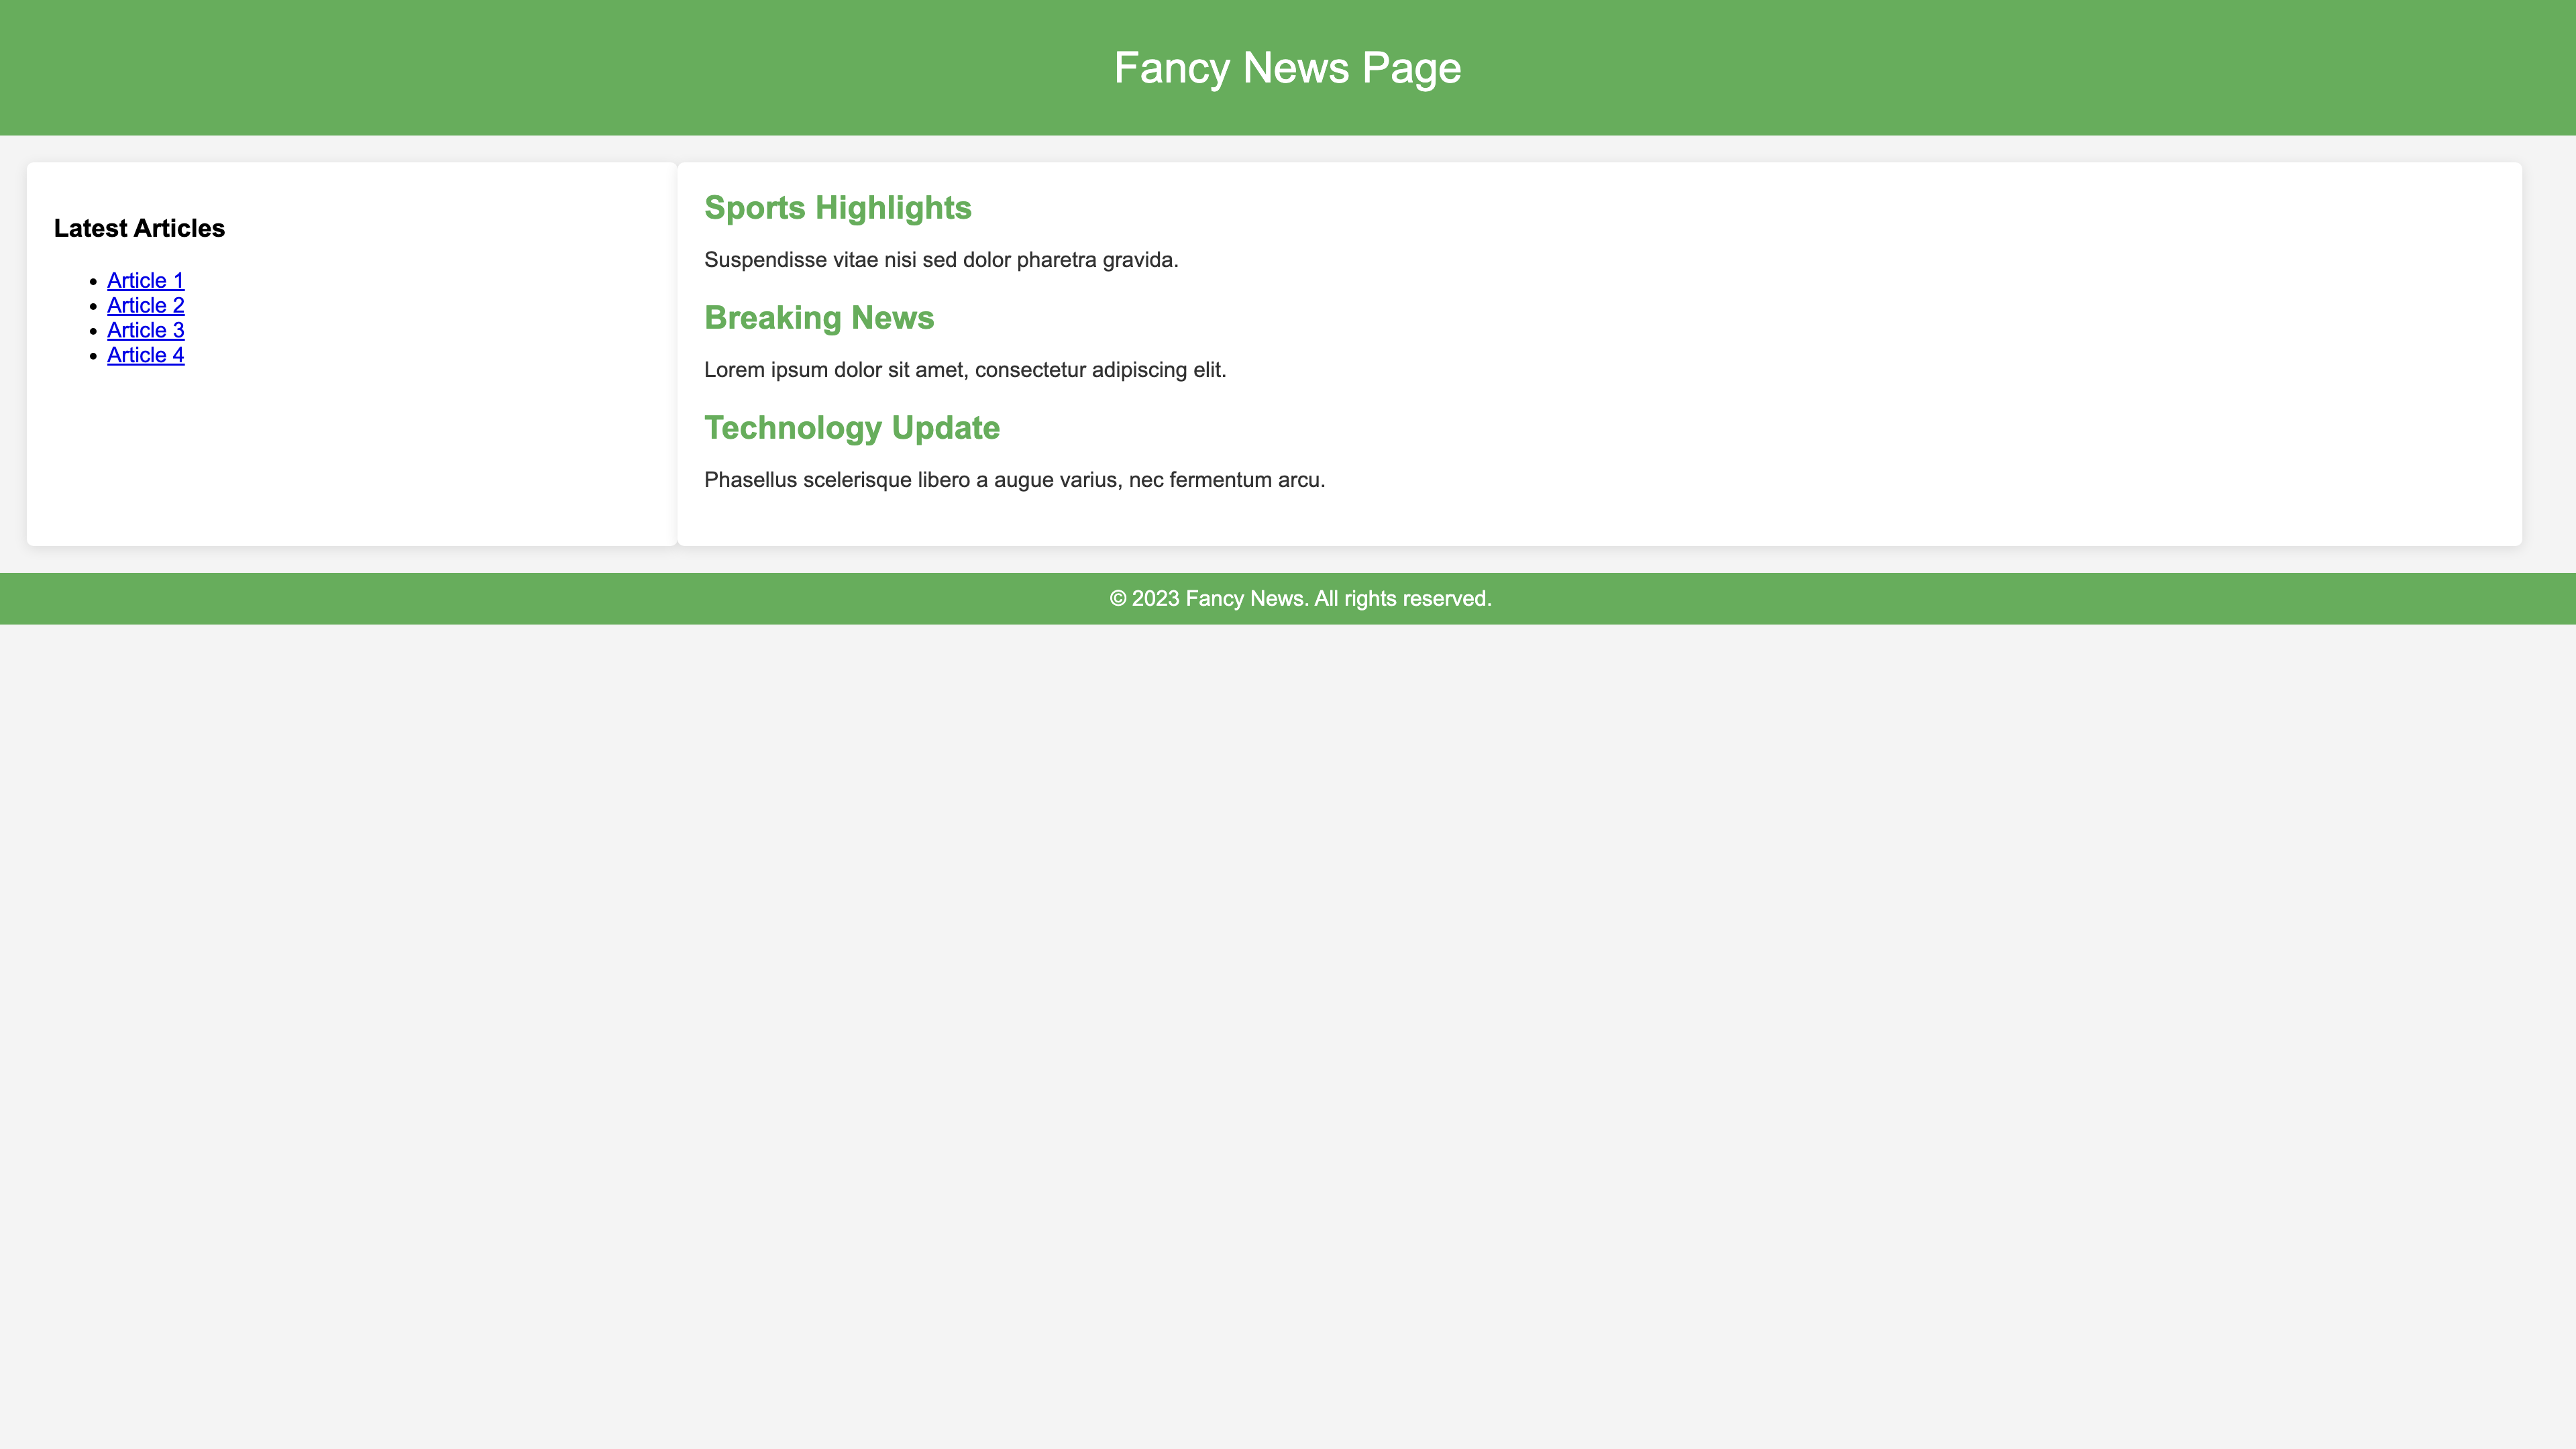 Fancy News Page
Latest Articles
Article 1
Article 2
Article 3
Article 4
Sports Highlights
Suspendisse vitae nisi sed dolor pharetra gravida.
Breaking News
Lorem ipsum dolor sit amet, consectetur adipiscing elit.
Technology Update
Phasellus scelerisque libero a augue varius, nec fermentum arcu.
© 2023 Fancy News. All rights reserved.